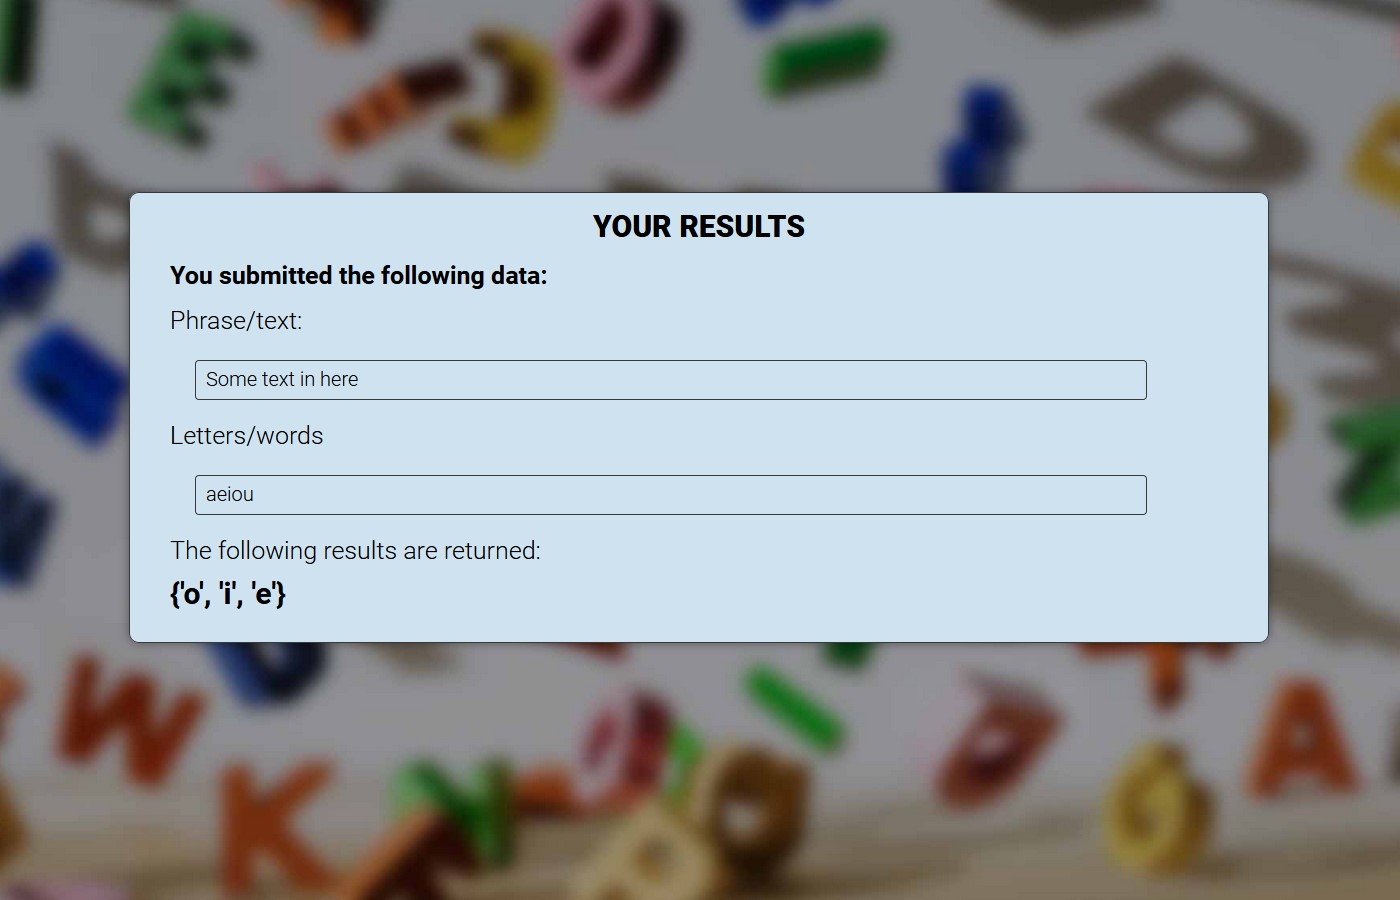 YOUR RESULTS
You submitted the following data:
Phrase/text:
Some text in here
Letters/words
aeiou
The following results are returned:
{'o', 'i', 'e'}
E
W
K
N
A